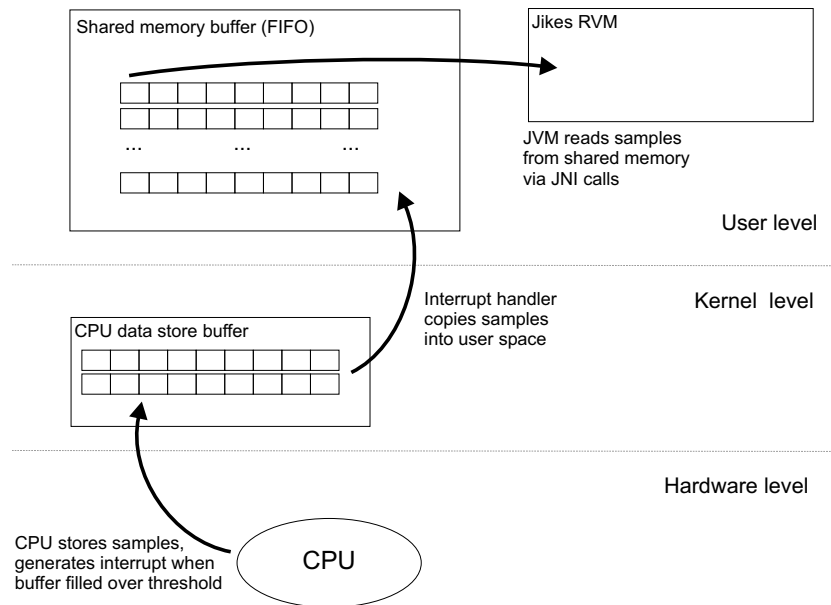 Shared memory buffer (FIFO)
Jikes RVM
... ... ...
JVM reads samples
from shared memory
via JNI calls
User level
Interrupt handler
copies samples
into user space
Kernel level
CPU data store buffer
Hardware level
CPU stores samples,
generates interrupt when
buffer filled over threshold
CPU